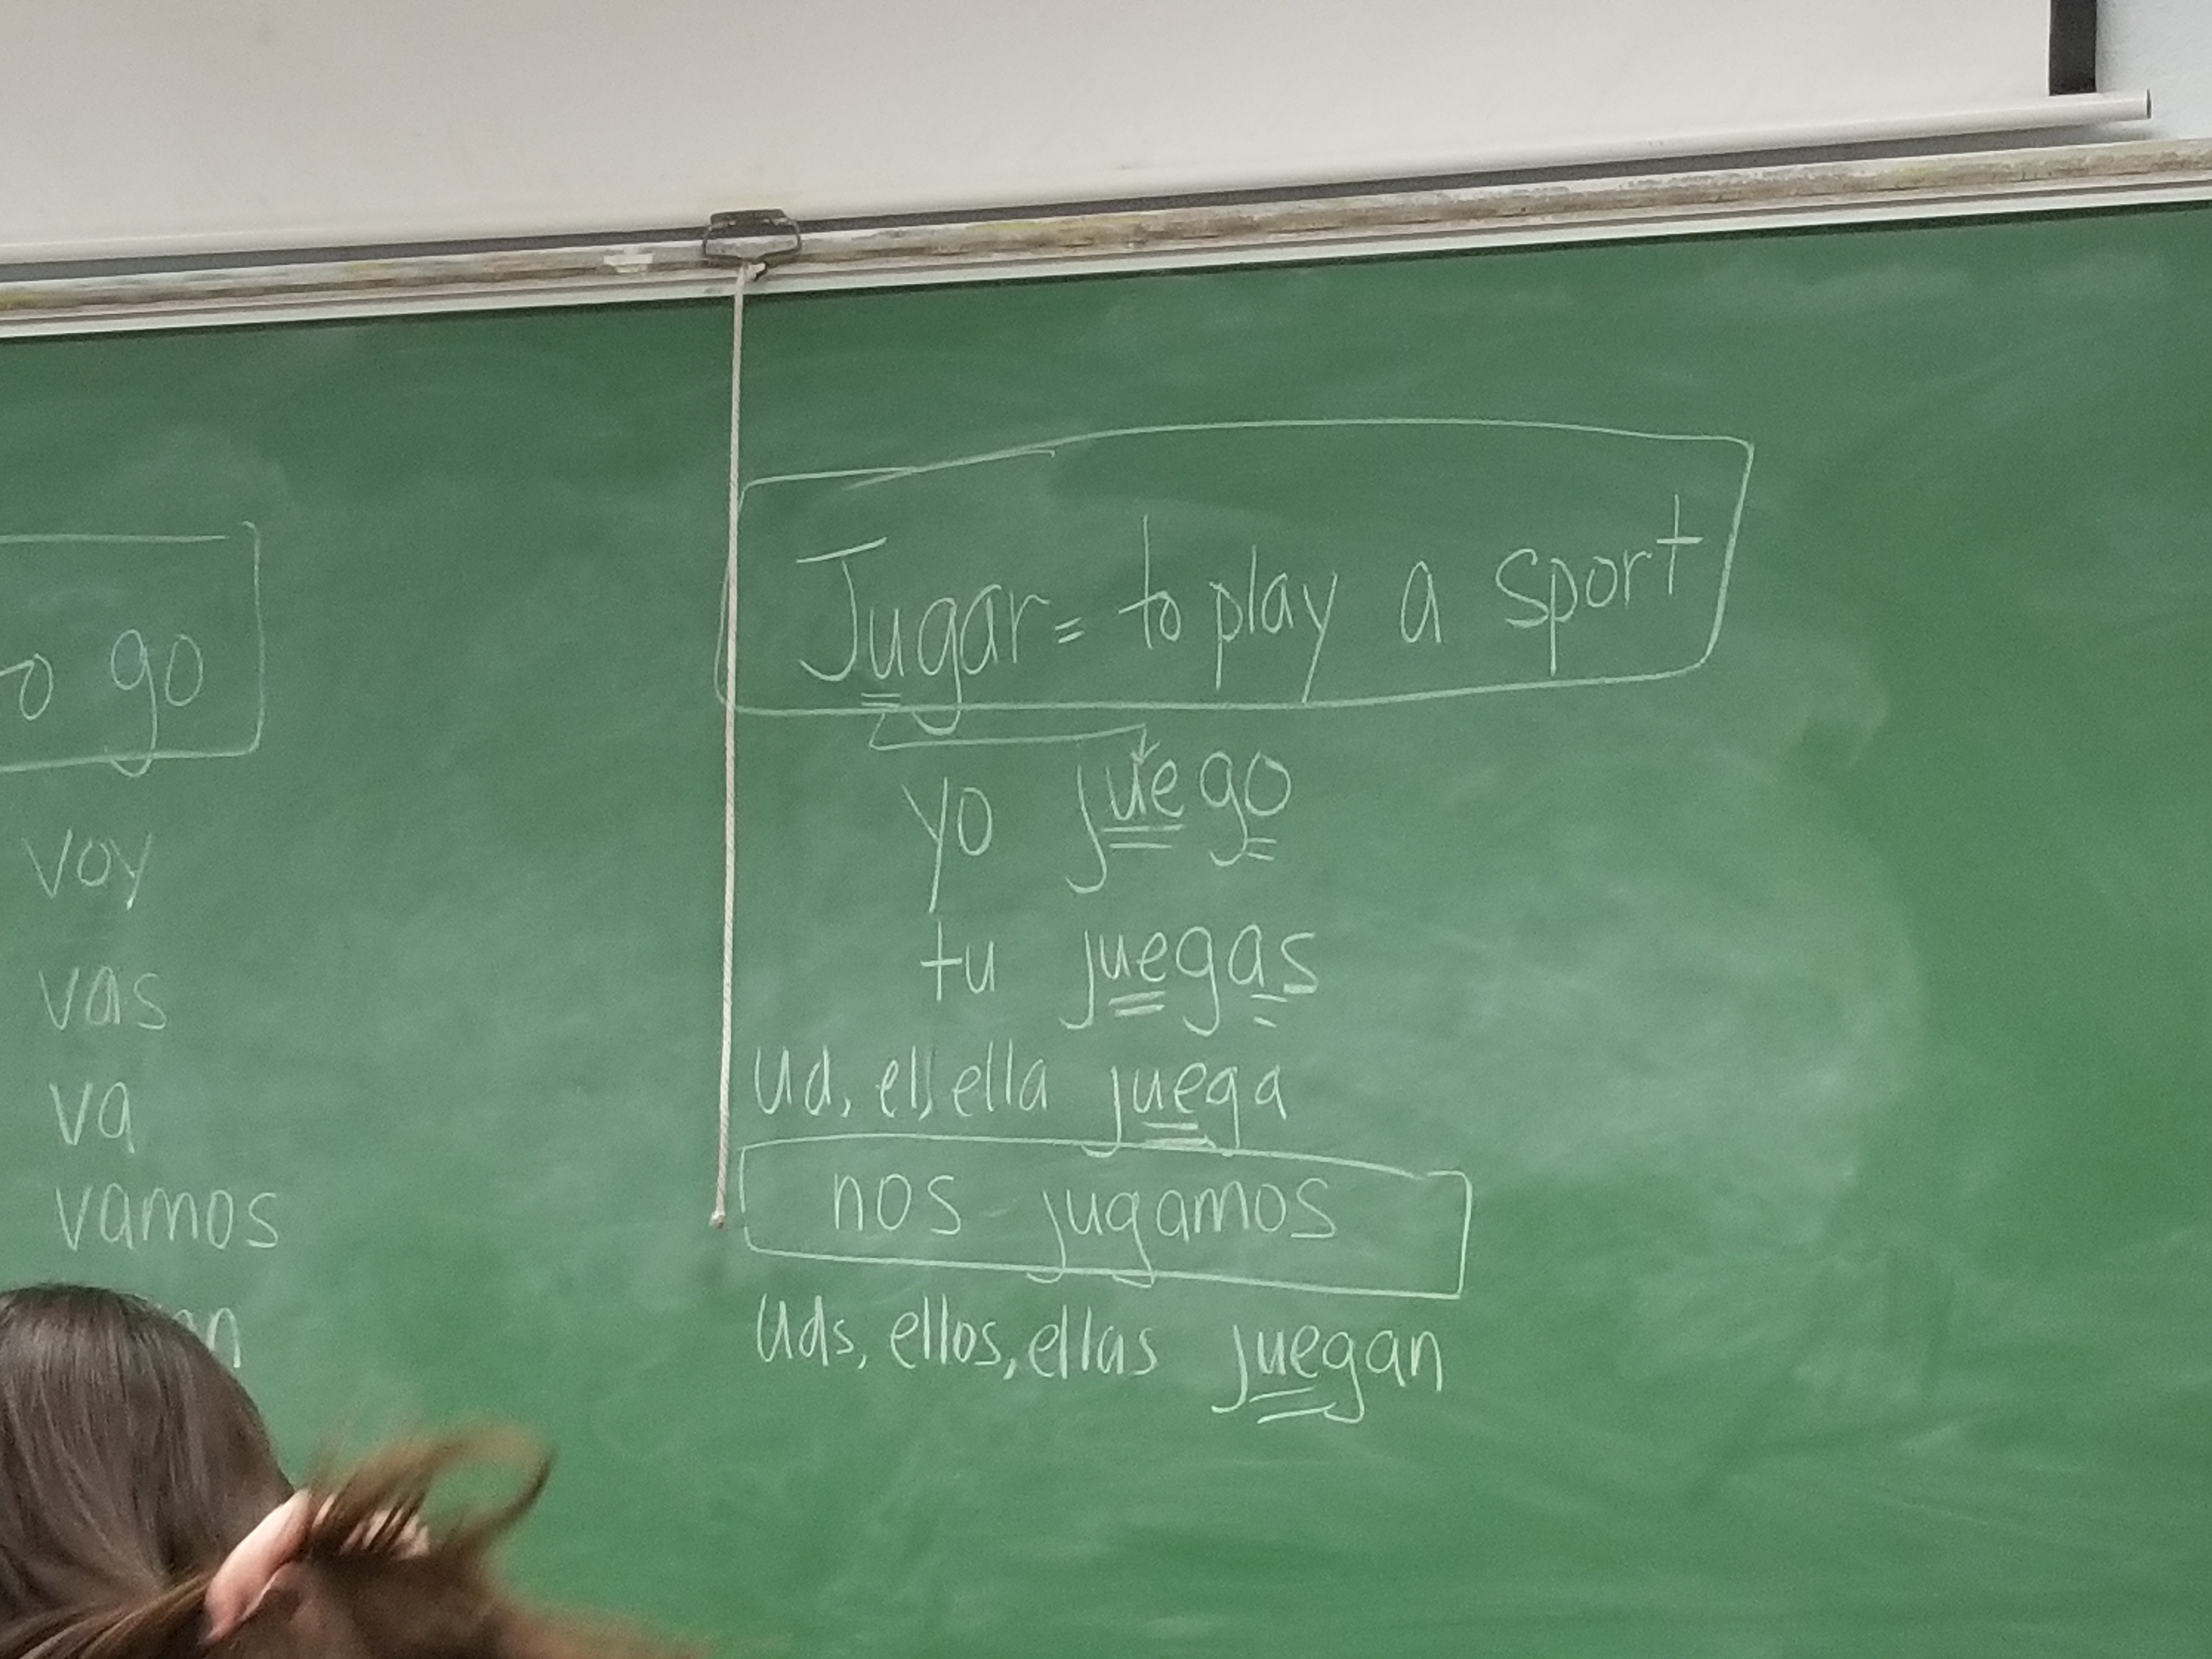 go
voy
vas
va
vamos
Jugar = to play a sport
yo juego
tu juegas
Ud, el, ella juega
nos jugamos
Uds, ellos, ellas juegan